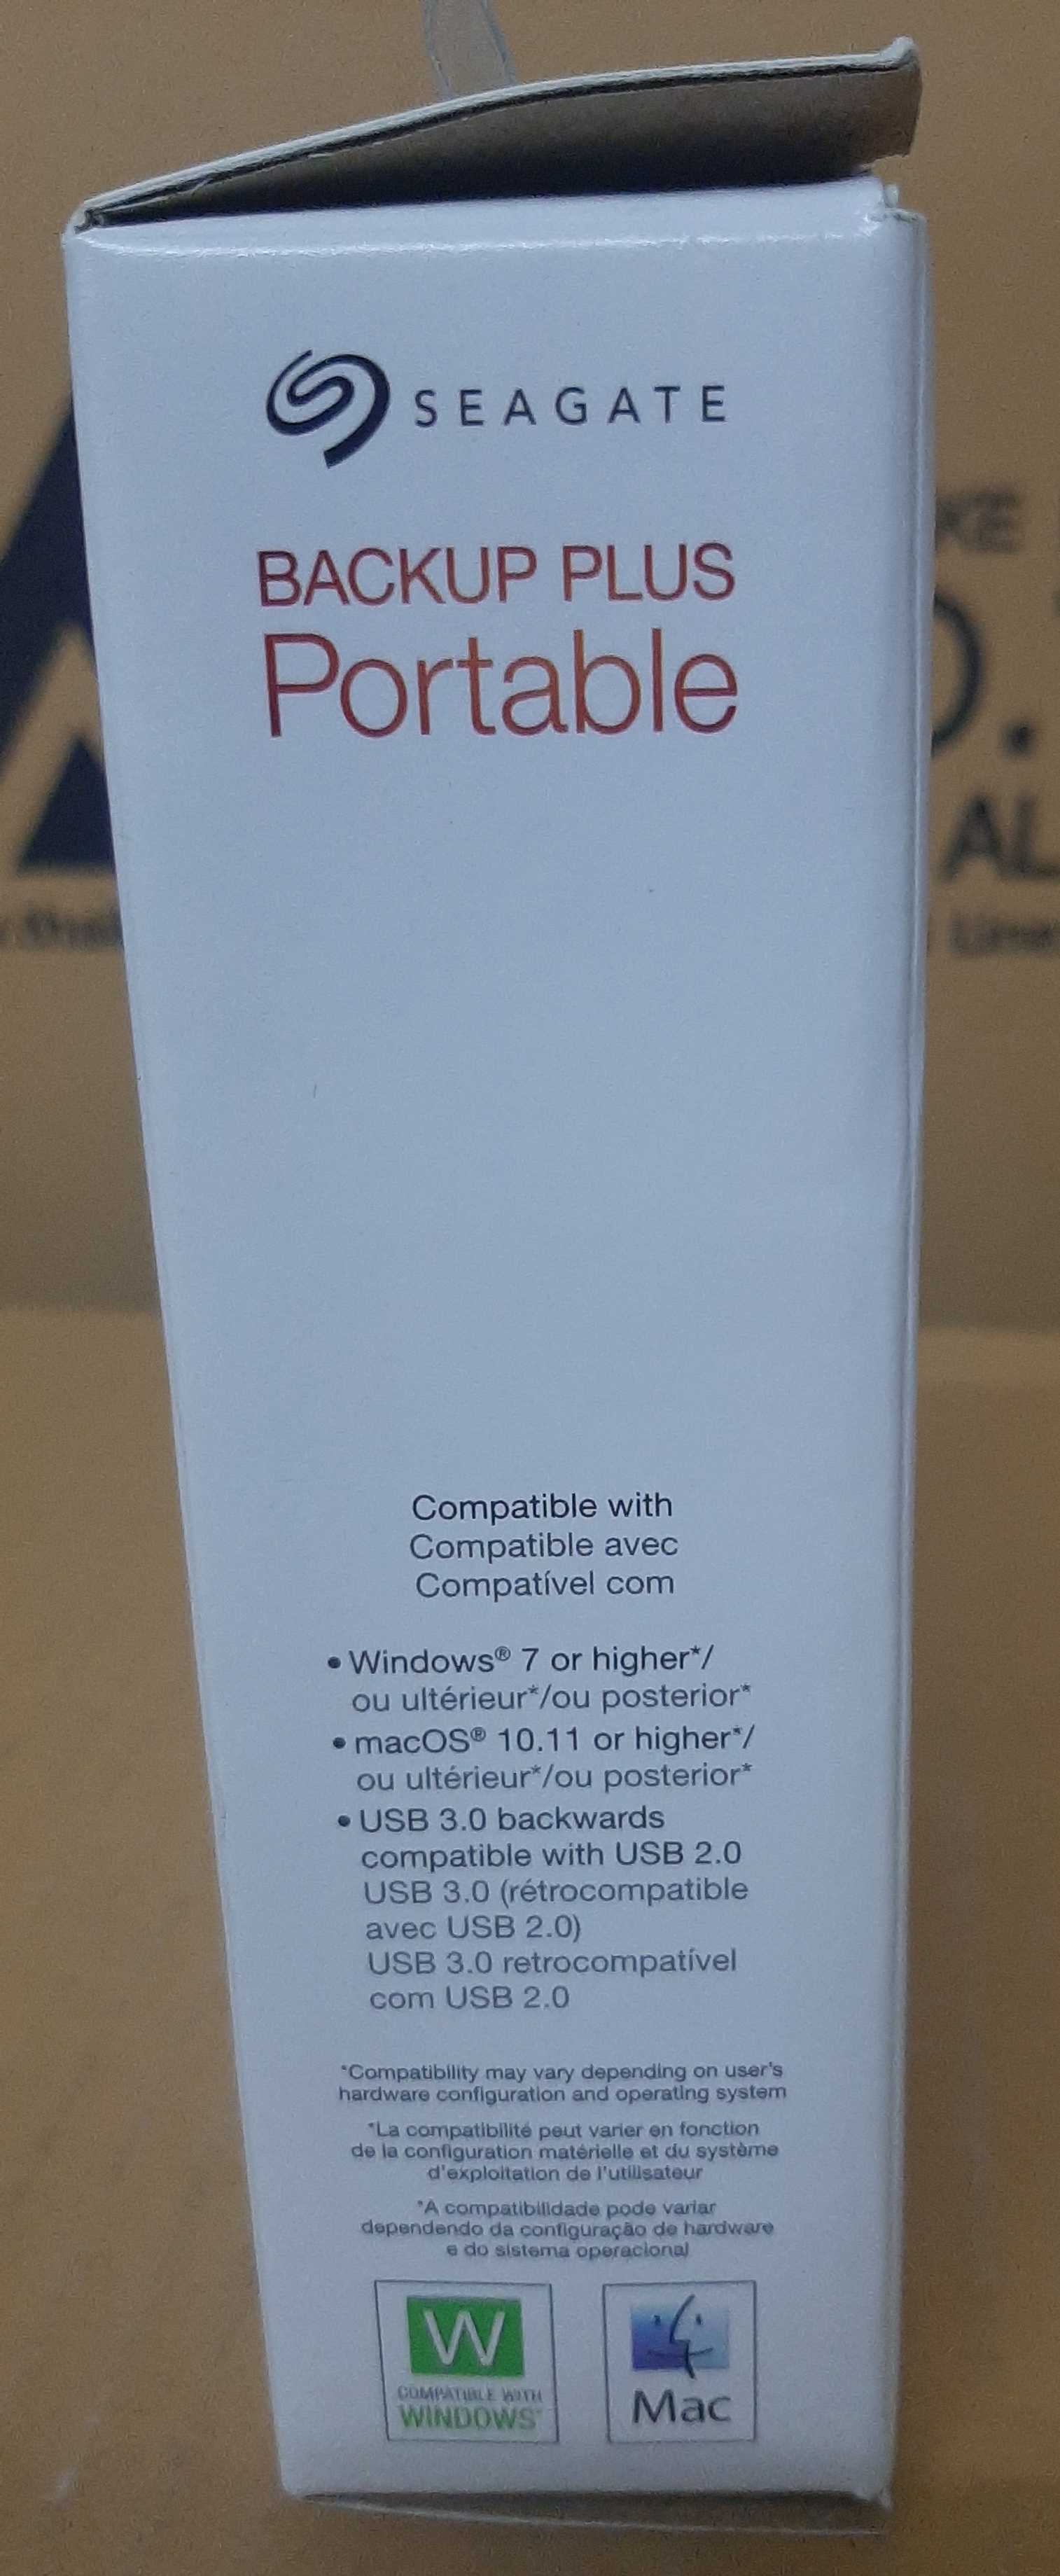 SEAGATE
BACKUP PLUS
Portable
KE
AL
Compatible with
Compatible avec
Compatível com
• Windows® 7 or higher*/
ou ultérieur*/ou posterior*
• macOS® 10.11 or higher*/
ou ultérieur*/ou posterior*
• USB 3.0 backwards
compatible with USB 2.0
USB 3.0 (rétrocompatible
avec USB 2.0)
USB 3.0 retrocompatível
com USB 2.0
*Compatibility may vary depending on user's
hardware configuration and operating system
*La compatibilité peut varier en fonction
de la configuration matérielle et du système
d'exploitation de l'utilisateur
*A compatibilidade pode variar
dependendo da configuração de hardware
e do sistema operacional
W
COMPATIBLE WITH
WINDOWS
Mac